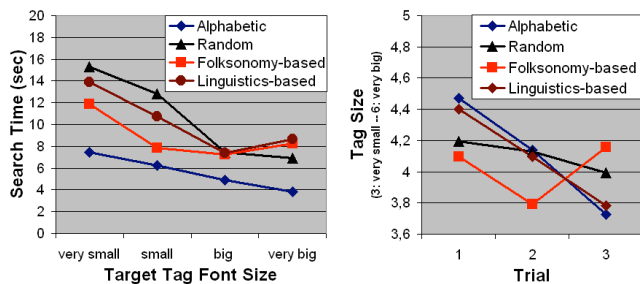 20
18
16
14
12
10
8
6
4
2
0
Search Time (sec)
Alphabetic
Random
Folksonomy-based
Linguistics-based
very small small big very big
Target Tag Font Size
5
4,8
4,6
4,4
4,2
4
3,8
3,6
Tag Size
(3: very small – 6: very big)
Alphabetic
Random
Folksonomy-based
Linguistics-based
1 2 3
Trial